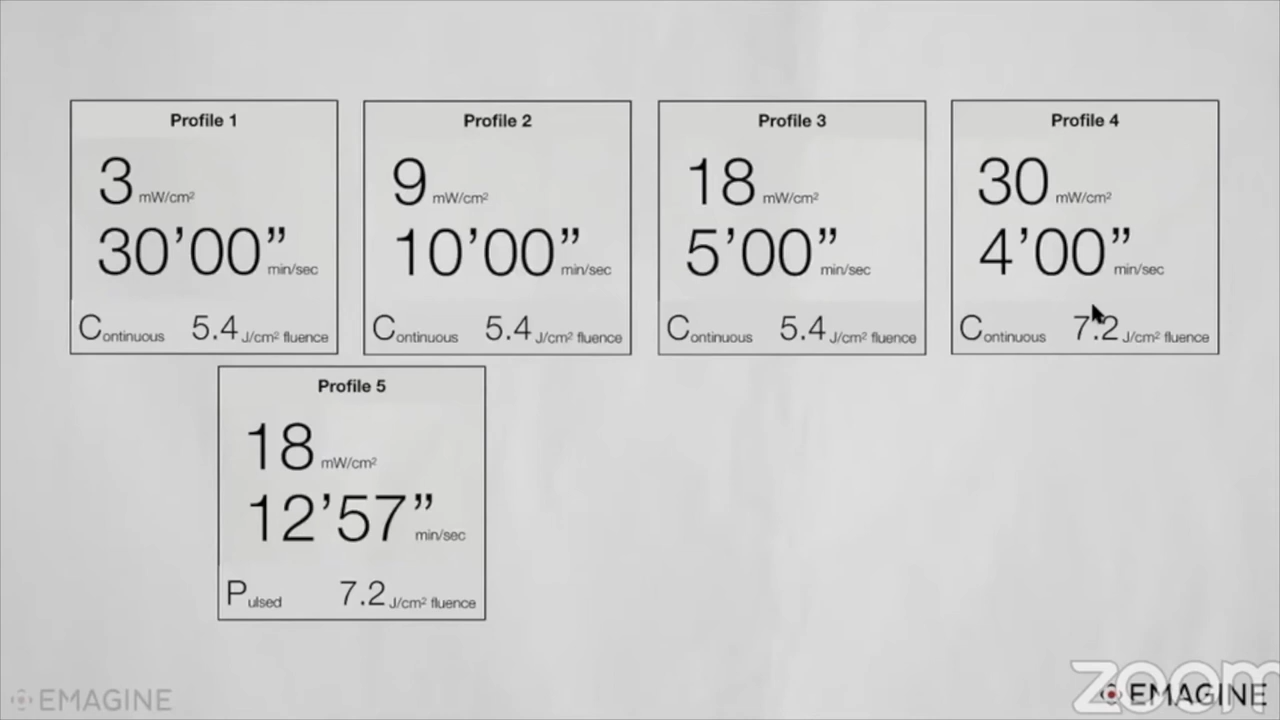 Profile 1
3 mW/cm²
30’00” min/sec
Continuous 5.4 J/cm² fluence
Profile 2
9 mW/cm²
10’00” min/sec
Continuous 5.4 J/cm² fluence
Profile 3
18 mW/cm²
5’00” min/sec
Continuous 5.4 J/cm² fluence
Profile 4
30 mW/cm²
4’00” min/sec
Continuous 7.2 J/cm² fluence
Profile 5
18 mW/cm²
12’57” min/sec
Pulsed 7.2 J/cm² fluence
EMAGINE
zoom
EMAGINE